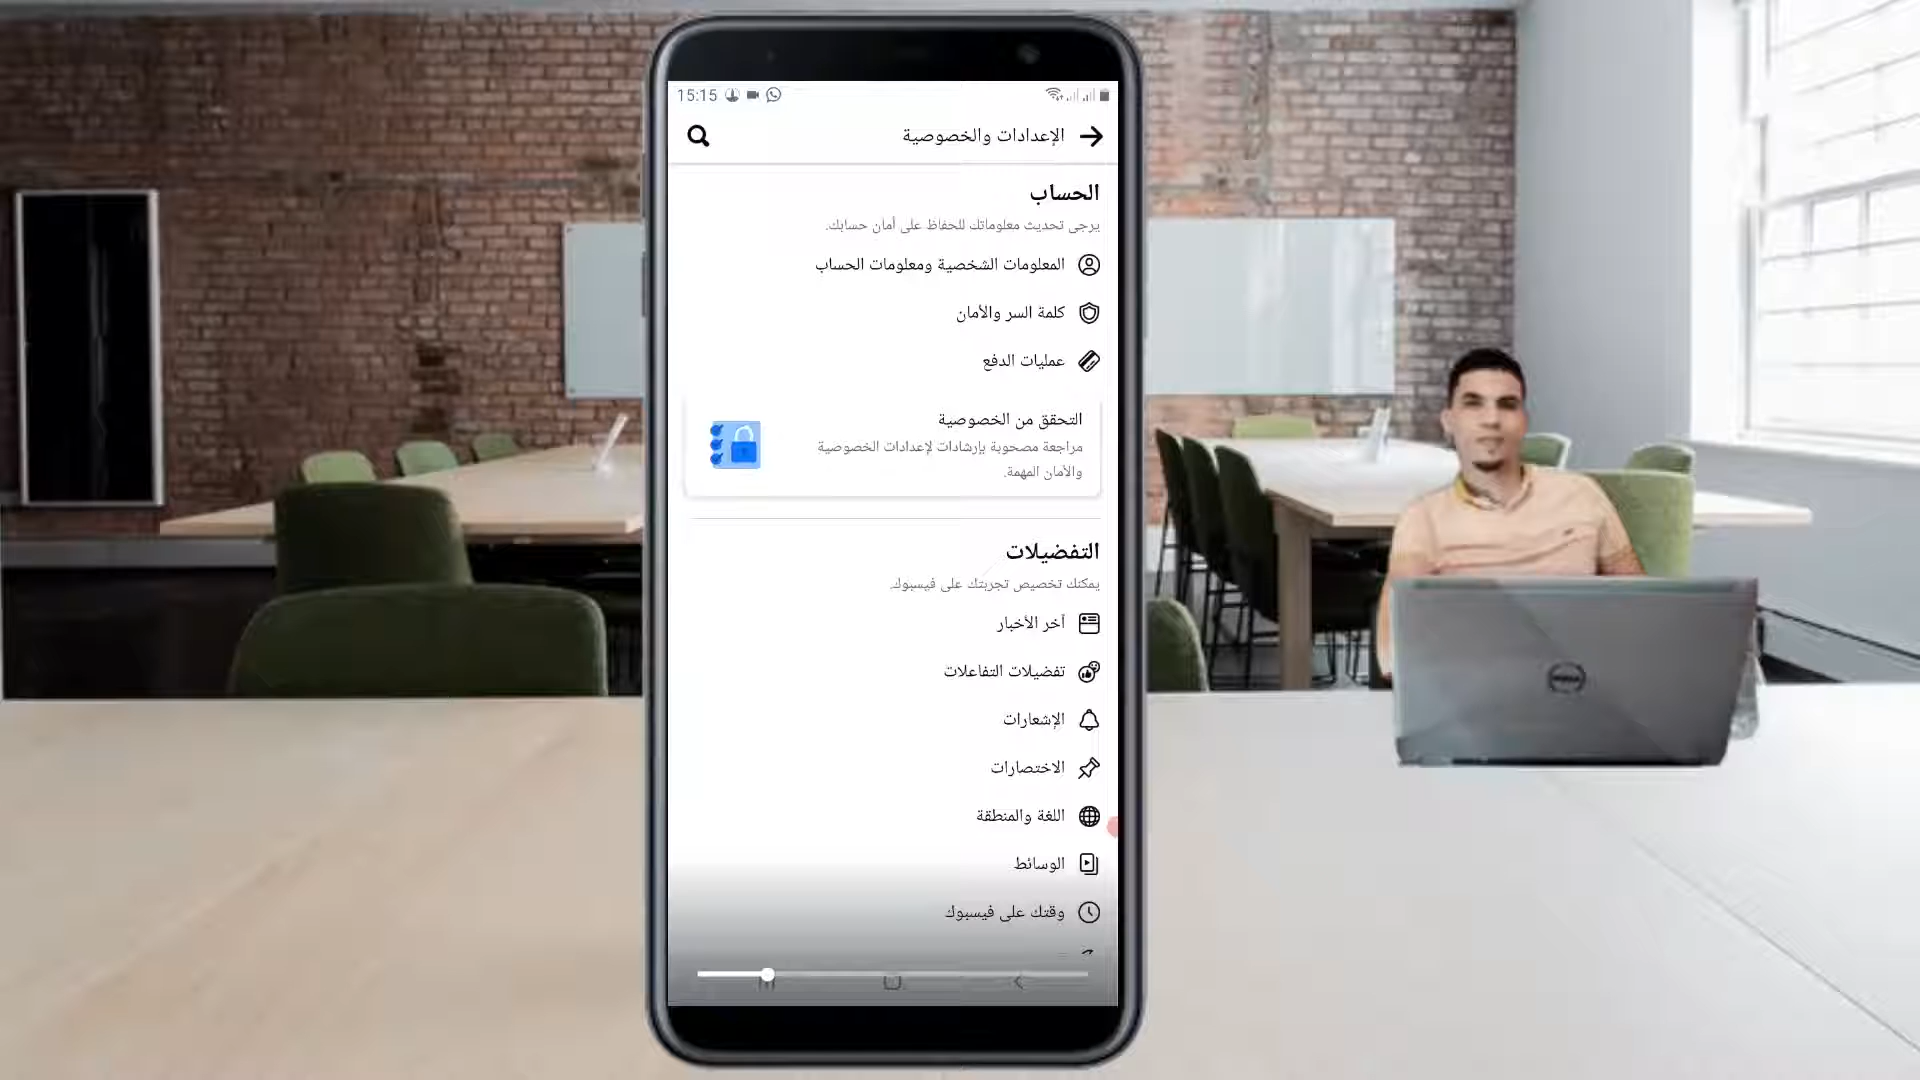 15:15
الإعدادات والخصوصية
الحساب
يرجى تحديث معلوماتك للحفاظ على أمان حسابك.
المعلومات الشخصية ومعلومات الحساب
كلمة السر والأمان
عمليات الدفع
التحقق من الخصوصية
مراجعة مصحوبة بإرشادات لإعدادات الخصوصية
والأمان المهمة.
التفضيلات
يمكنك تخصيص تجربتك على فيسبوك.
آخر الأخبار
تفضيلات التفاعلات
الإشعارات
الاختصارات
اللغة والمنطقة
الوسائط
وقتك على فيسبوك
DELL